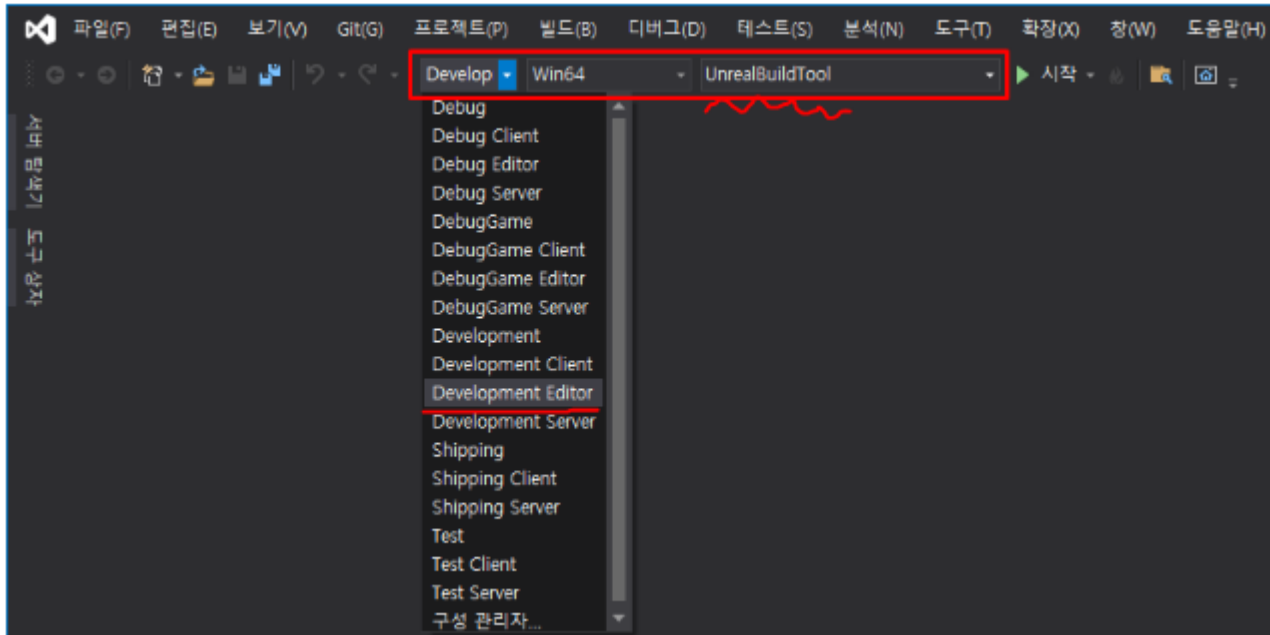 파일(F) 편집(E) 보기(V) Git(G) 프로젝트(P) 빌드(B) 디버그(D) 테스트(S) 분석(N) 도구(T) 확장(X) 창(W) 도움말(H)
Develop Win64 UnrealBuildTool 시작
서버 탐색기
도구 상자
Debug
Debug Client
Debug Editor
Debug Server
DebugGame
DebugGame Client
DebugGame Editor
DebugGame Server
Development
Development Client
Development Editor
Development Server
Shipping
Shipping Client
Shipping Server
Test
Test Client
Test Server
구성 관리자...